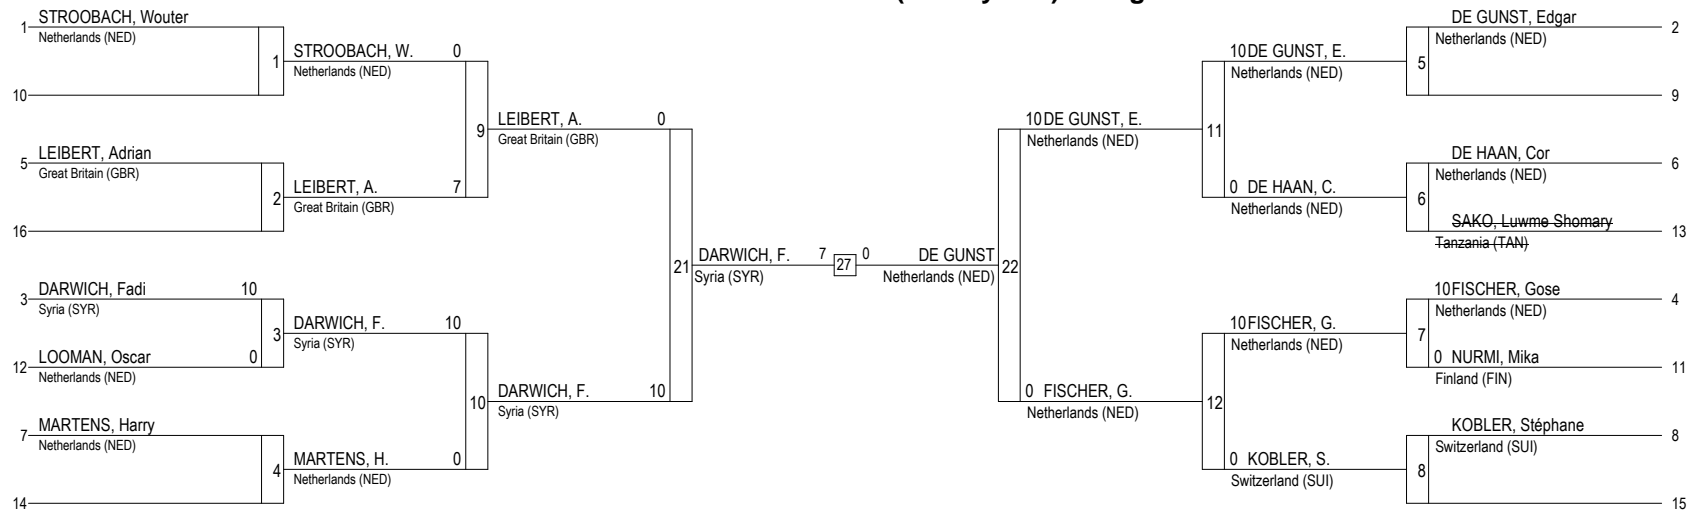 1 STROOBACH, Wouter
Netherlands (NED)
10
1 STROOBACH, W. 0
Netherlands (NED)
5 LEIBERT, Adrian
Great Britain (GBR)
16
2 LEIBERT, A. 7
Great Britain (GBR)
9 LEIBERT, A. 0
Great Britain (GBR)
3 DARWICH, Fadi 10
Syria (SYR)
12 LOOMAN, Oscar 0
Netherlands (NED)
3 DARWICH, F. 10
Syria (SYR)
7 MARTENS, Harry
Netherlands (NED)
14
4 MARTENS, H. 0
Netherlands (NED)
10 DARWICH, F. 10
Syria (SYR)
21 DARWICH, F. 7 27 0 DE GUNST 22
Syria (SYR) Netherlands (NED)
10 DE GUNST, E. 11
Netherlands (NED)
0 FISCHER, G. 12
Netherlands (NED)
10 DE GUNST, E. 5
Netherlands (NED)
0 DE HAAN, C. 6
Netherlands (NED)
10 FISCHER, G. 7
Netherlands (NED)
0 KOBLER, S. 8
Switzerland (SUI)
DE GUNST, Edgar 2
Netherlands (NED)
9
DE HAAN, Cor 6
Netherlands (NED)
SAKO, Luwme Shomary 13
Tanzania (TAN)
10 FISCHER, Gose 4
Netherlands (NED)
0 NURMI, Mika 11
Finland (FIN)
KOBLER, Stéphane 8
Switzerland (SUI)
15